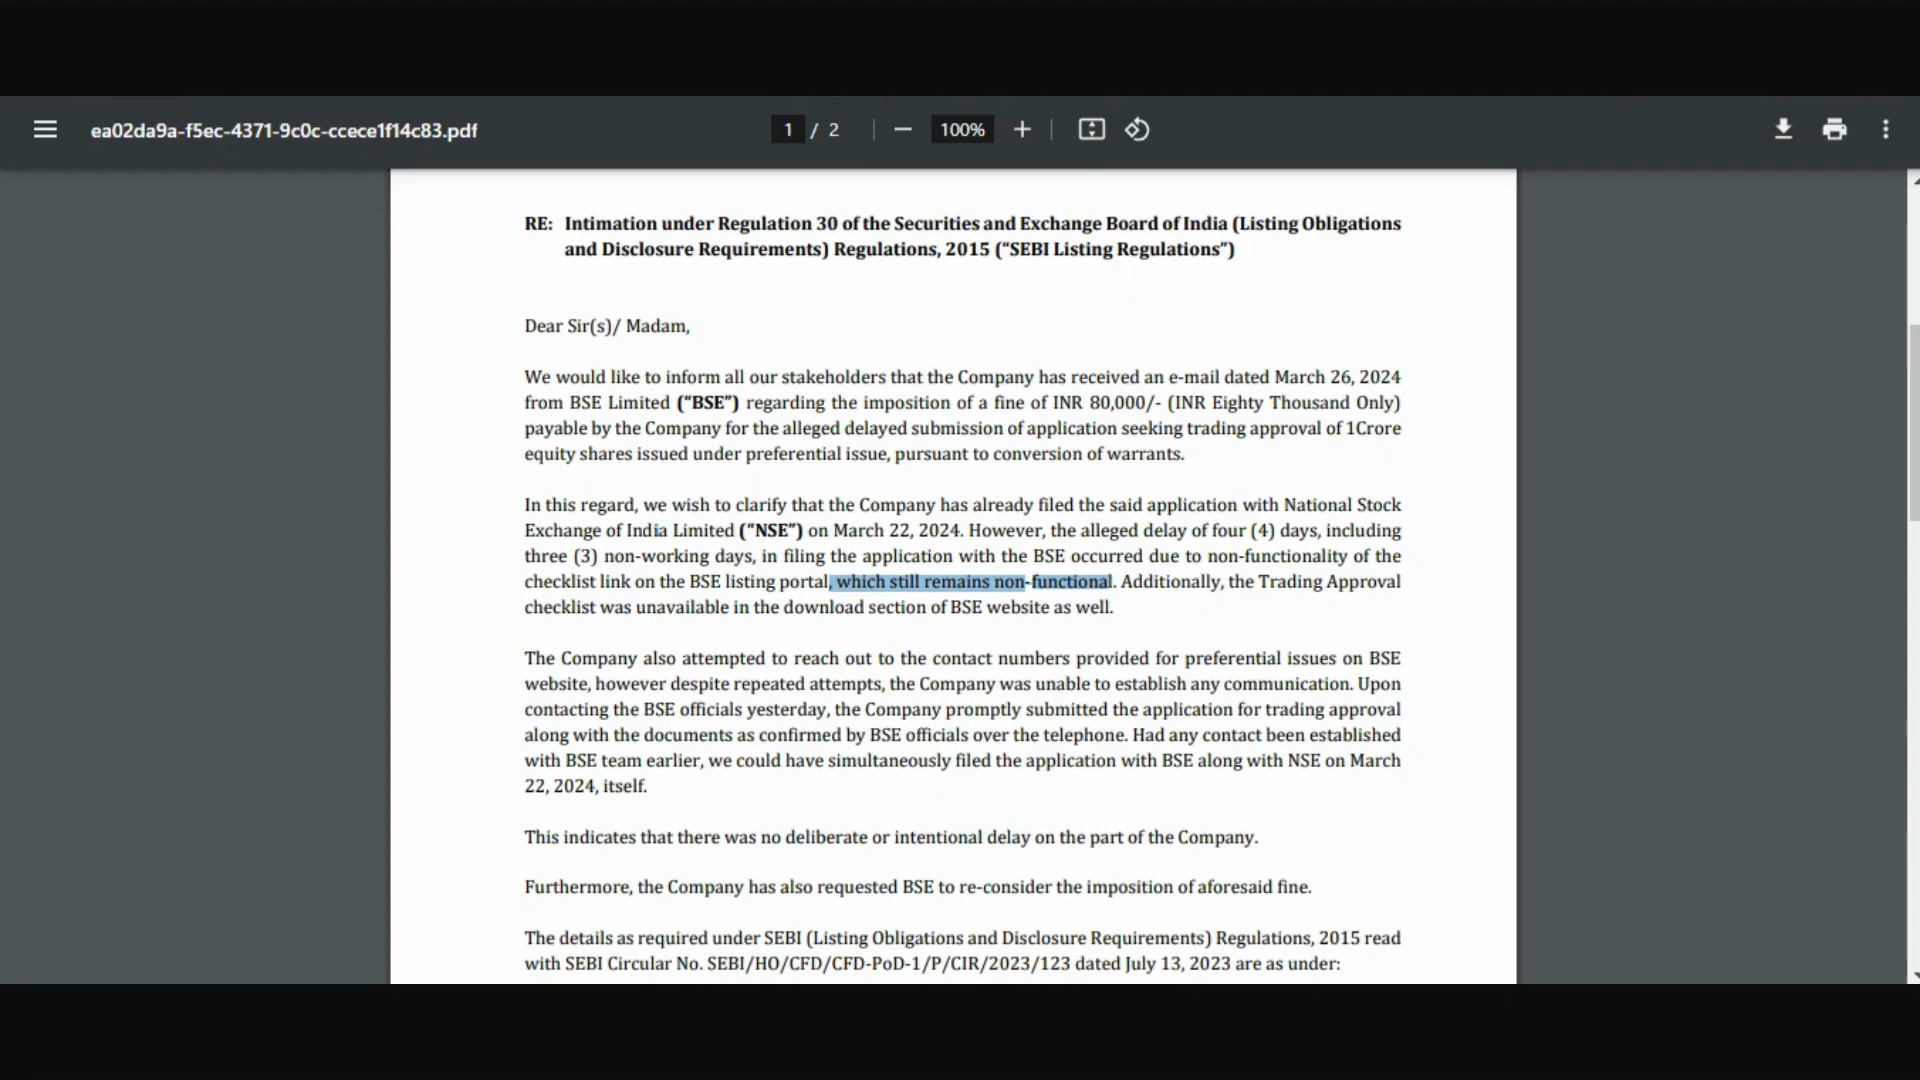 ea02da9a-f5ec-4371-9c0c-ccece1f14c83.pdf
1 / 2
100%
RE: Intimation under Regulation 30 of the Securities and Exchange Board of India (Listing Obligations
and Disclosure Requirements) Regulations, 2015 (“SEBI Listing Regulations”)
Dear Sir(s)/ Madam,
We would like to inform all our stakeholders that the Company has received an e-mail dated March 26, 2024
from BSE Limited (“BSE”) regarding the imposition of a fine of INR 80,000/- (INR Eighty Thousand Only)
payable by the Company for the alleged delayed submission of application seeking trading approval of 1Crore
equity shares issued under preferential issue, pursuant to conversion of warrants.
In this regard, we wish to clarify that the Company has already filed the said application with National Stock
Exchange of India Limited (“NSE”) on March 22, 2024. However, the alleged delay of four (4) days, including
three (3) non-working days, in filing the application with the BSE occurred due to non-functionality of the
checklist link on the BSE listing portal, which still remains non-functional. Additionally, the Trading Approval
checklist was unavailable in the download section of BSE website as well.
The Company also attempted to reach out to the contact numbers provided for preferential issues on BSE
website, however despite repeated attempts, the Company was unable to establish any communication. Upon
contacting the BSE officials yesterday, the Company promptly submitted the application for trading approval
along with the documents as confirmed by BSE officials over the telephone. Had any contact been established
with BSE team earlier, we could have simultaneously filed the application with BSE along with NSE on March
22, 2024, itself.
This indicates that there was no deliberate or intentional delay on the part of the Company.
Furthermore, the Company has also requested BSE to re-consider the imposition of aforesaid fine.
The details as required under SEBI (Listing Obligations and Disclosure Requirements) Regulations, 2015 read
with SEBI Circular No. SEBI/HO/CFD/CFD-PoD-1/P/CIR/2023/123 dated July 13, 2023 are as under: